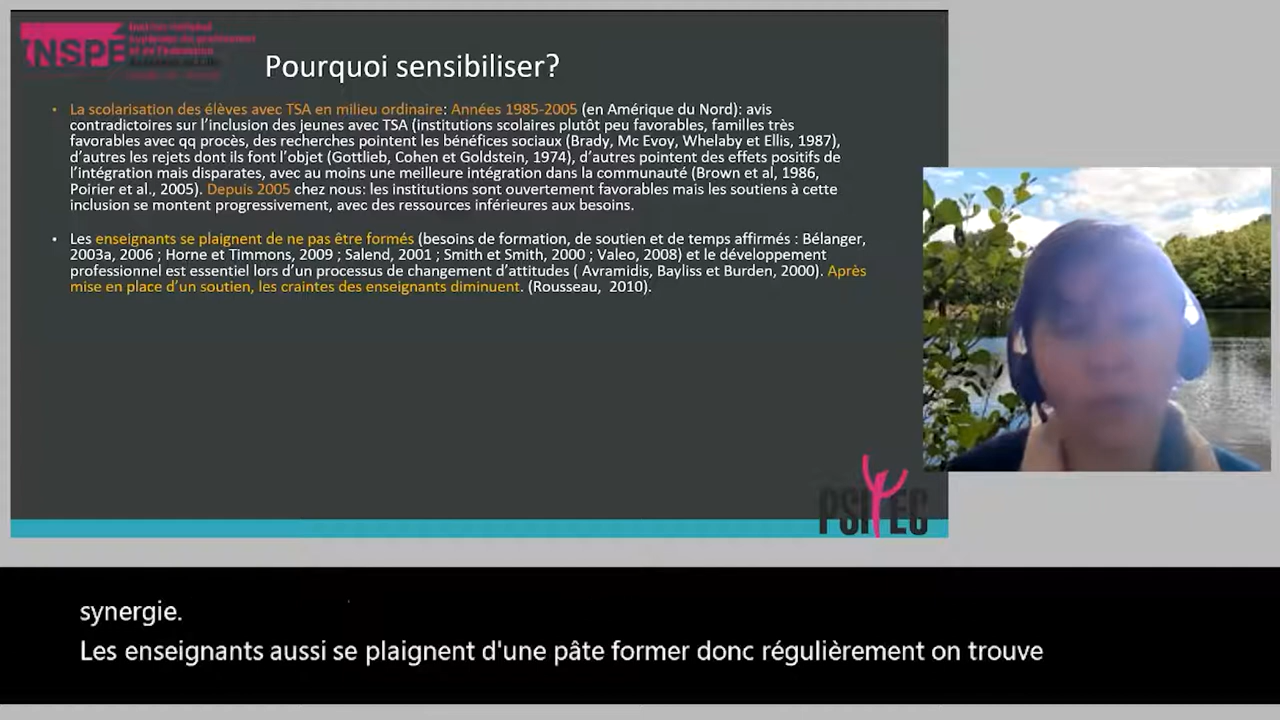 INSPÉ
Institut national
supérieur du professorat
et de l'éducation
Pourquoi sensibiliser?
• La scolarisation des élèves avec TSA en milieu ordinaire: Années 1985-2005 (en Amérique du Nord): avis
contradictoires sur l'inclusion des jeunes avec TSA (institutions scolaires plutôt peu favorables, familles très
favorables avec qq procès, des recherches pointent les bénéfices sociaux (Brady, Mc Evoy, Whelaby et Ellis, 1987),
d'autres les rejets dont ils font l'objet (Gottlieb, Cohen et Goldstein, 1974), d'autres pointent des effets positifs de
l'intégration mais disparates, avec au moins une meilleure intégration dans la communauté (Brown et al, 1986,
Poirier et al., 2005). Depuis 2005 chez nous: les institutions sont ouvertement favorables mais les soutiens à cette
inclusion se montent progressivement, avec des ressources inférieures aux besoins.
• Les enseignants se plaignent de ne pas être formés (besoins de formation, de soutien et de temps affirmés : Bélanger,
2003a, 2006 ; Horne et Timmons, 2009 ; Salend, 2001 ; Smith et Smith, 2000 ; Valeo, 2008) et le développement
professionnel est essentiel lors d'un processus de changement d'attitudes ( Avramidis, Bayliss et Burden, 2000). Après
mise en place d'un soutien, les craintes des enseignants diminuent. (Rousseau, 2010).
PSITEC
synergie.
Les enseignants aussi se plaignent d'une pâte former donc régulièrement on trouve